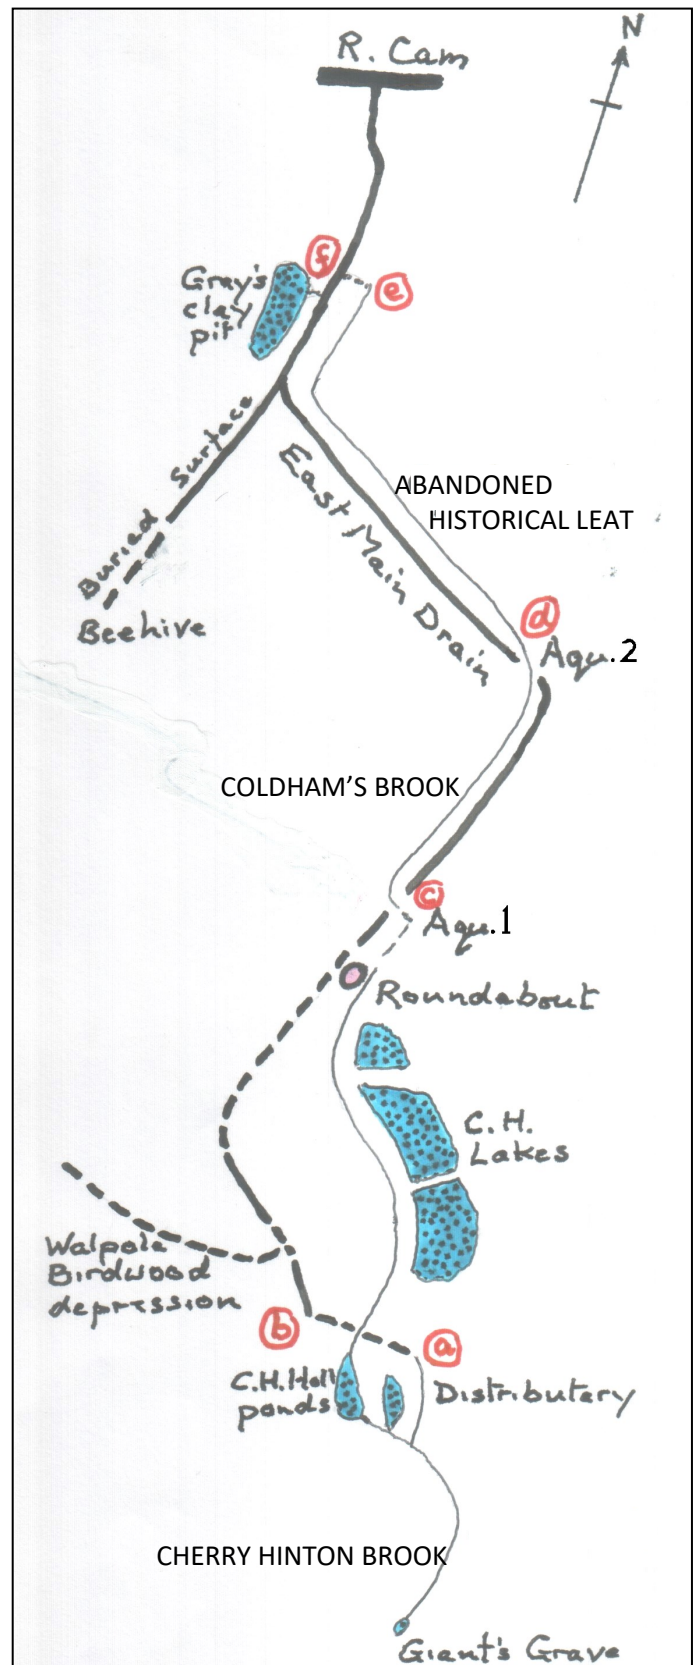 N
R. Cam
f
Gray's
clay
pit
e
Surface
Buried
Beehive
East Main Drain
ABANDONED
HISTORICAL LEAT
d
Aqu.2
COLDHAM'S BROOK
c
Aqu.1
Roundabout
C.H.
Lakes
Walpole
Birdwood
depression
b
a
C.H.Hall
ponds
Distributary
CHERRY HINTON BROOK
Giant's Grave